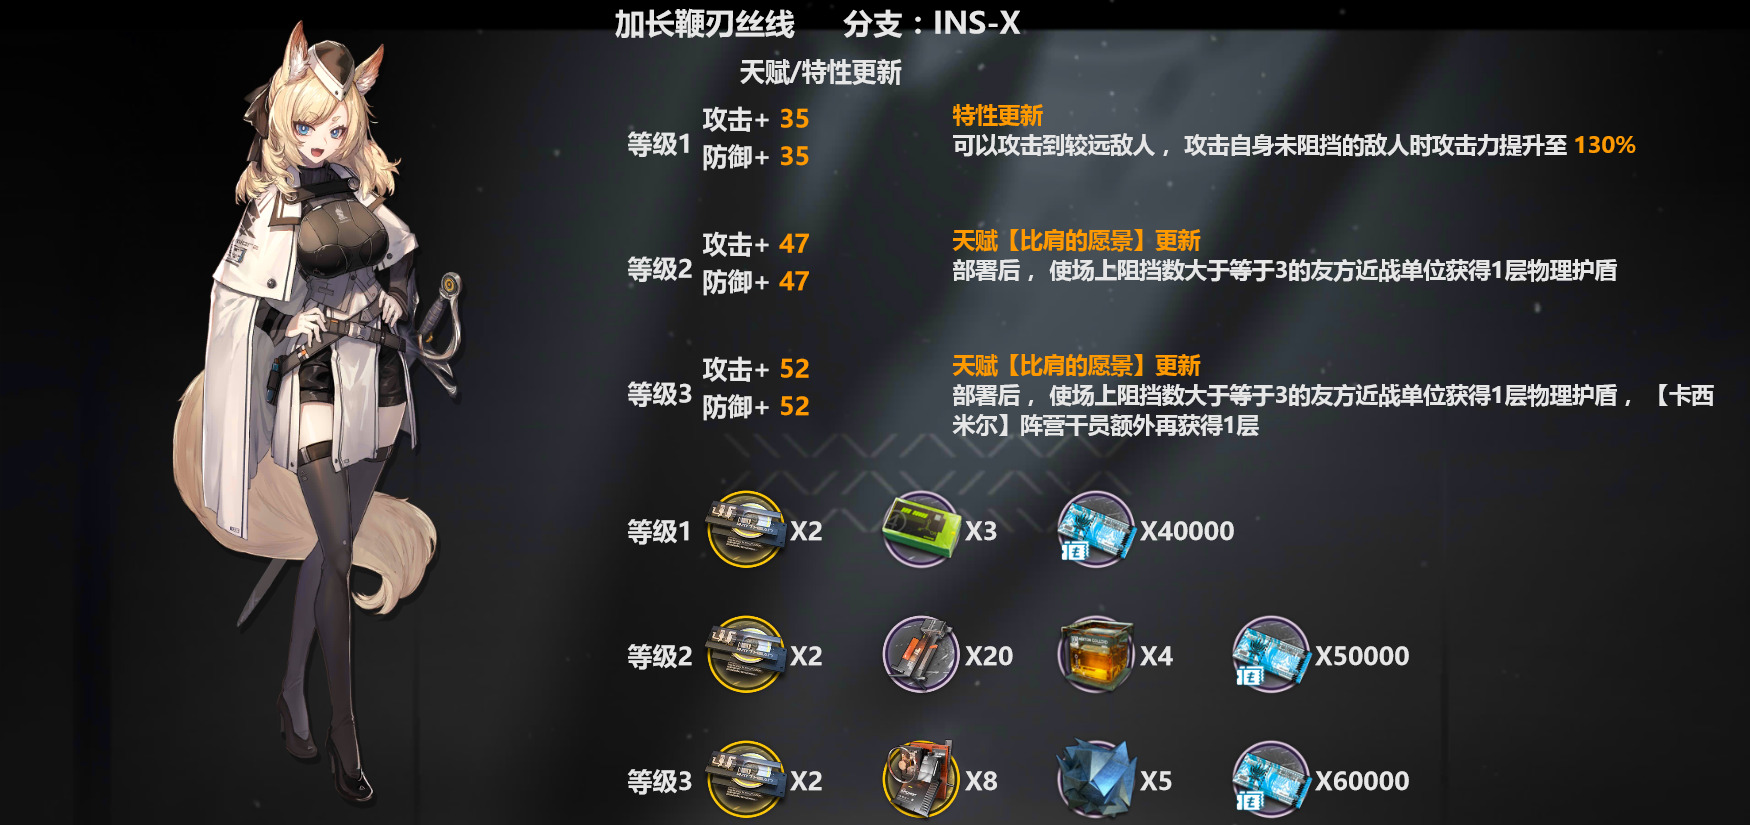 加长鞭刃丝线 分支：INS-X
天赋/特性更新
等级1
攻击+ 35
防御+ 35
特性更新
可以攻击到较远敌人，攻击自身未阻挡的敌人时攻击力提升至 130%
等级2
攻击+ 47
防御+ 47
天赋【比肩的愿景】更新
部署后，使场上阻挡数大于等于3的友方近战单位获得1层物理护盾
等级3
攻击+ 52
防御+ 52
天赋【比肩的愿景】更新
部署后，使场上阻挡数大于等于3的友方近战单位获得1层物理护盾，【卡西
米尔】阵营干员额外再获得1层
等级1 X2 X3 X40000
等级2 X2 X20 X4 X50000
等级3 X2 X8 X5 X60000